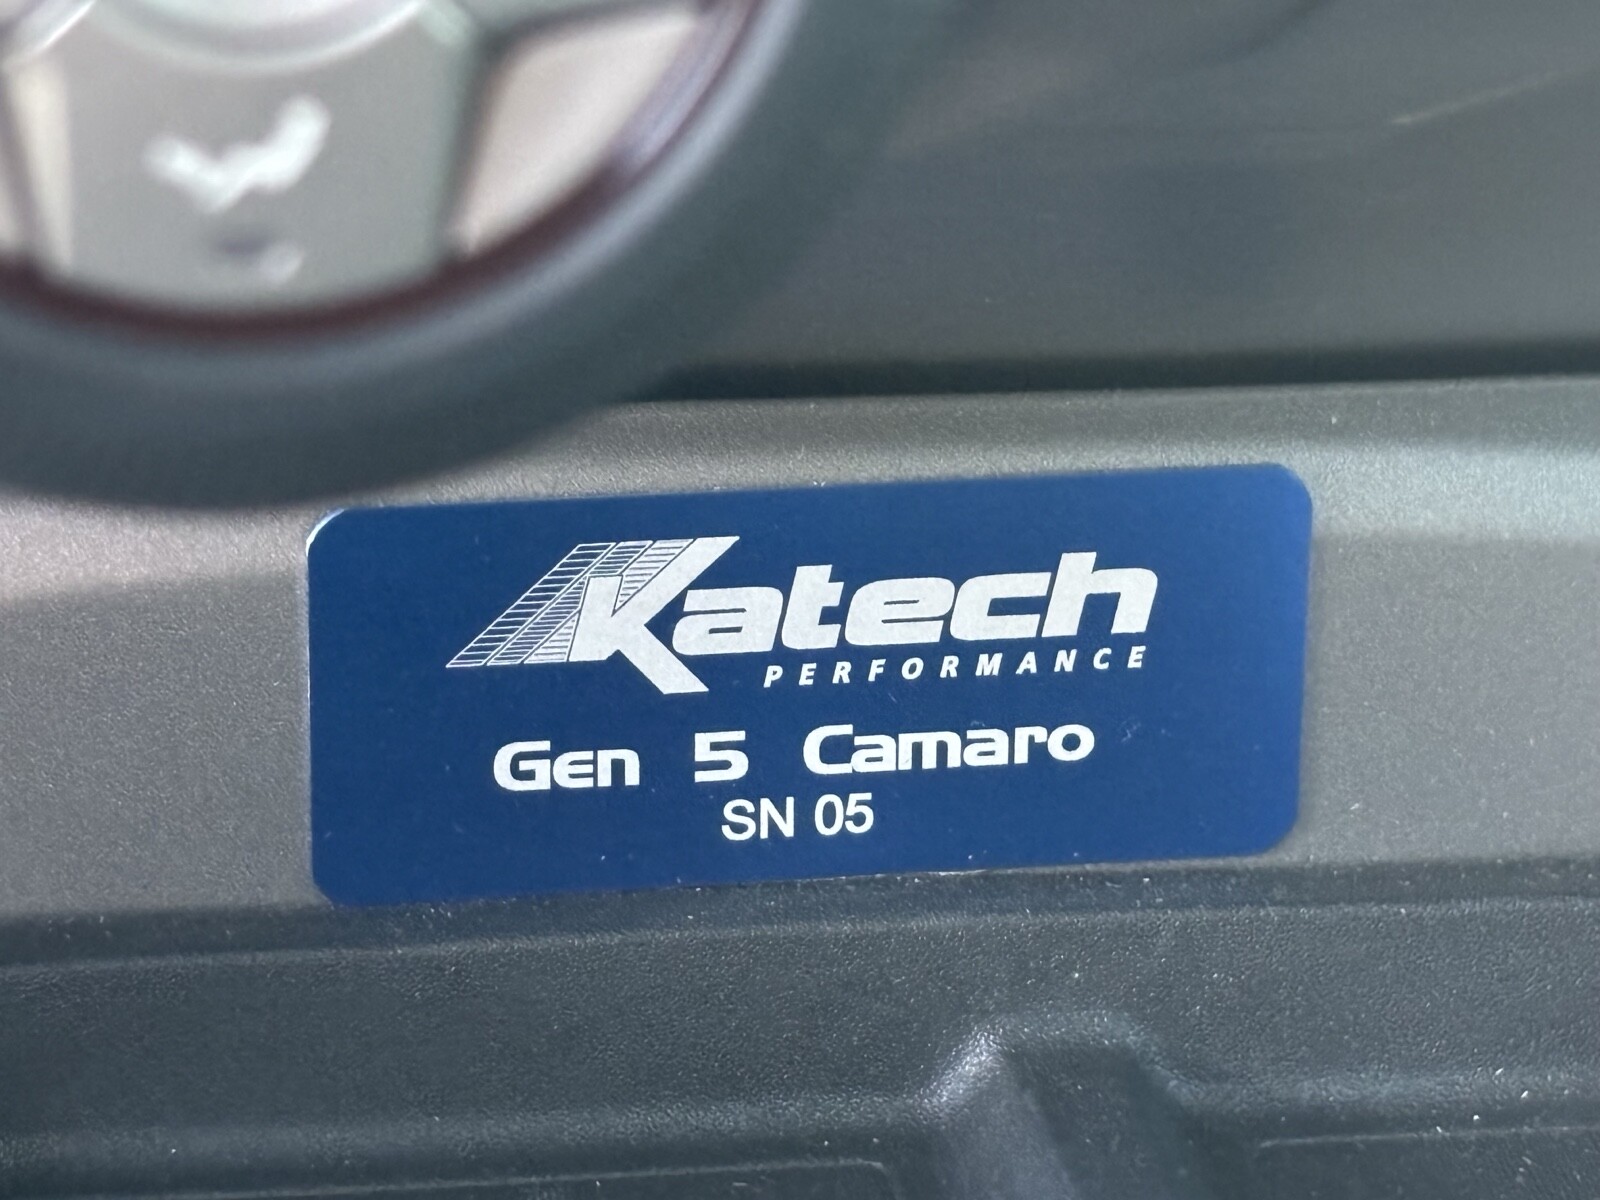 Katech
PERFORMANCE
Gen 5 Camaro
SN 05